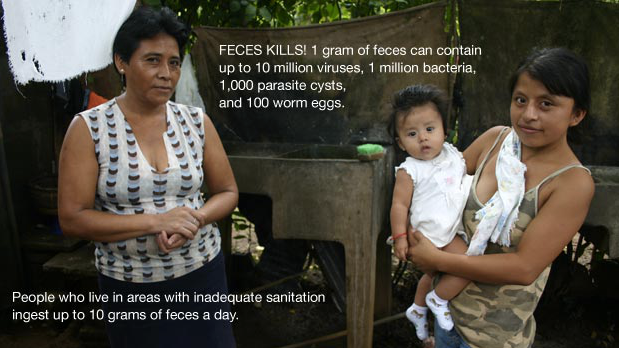 FECES KILLS! 1 gram of feces can contain
up to 10 million viruses, 1 million bacteria,
1,000 parasite cysts,
and 100 worm eggs.
People who live in areas with inadequate sanitation
ingest up to 10 grams of feces a day.